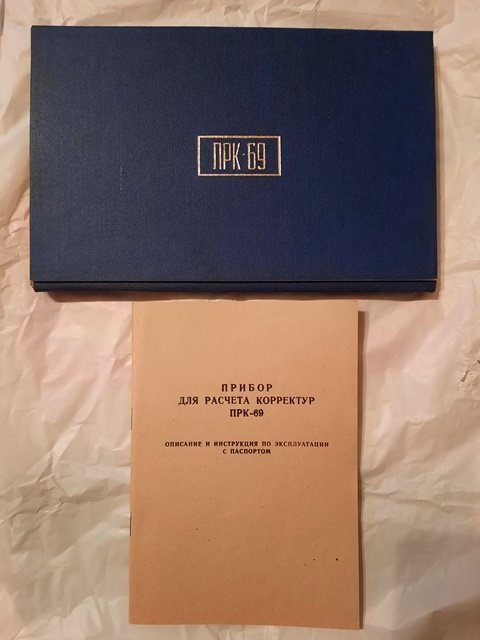 ПРК-69
ПРИБОР
ДЛЯ РАСЧЕТА КОРРЕКТУР
ПРК-69
ОПИСАНИЕ И ИНСТРУКЦИЯ ПО ЭКСПЛУАТАЦИИ
С ПАСПОРТОМ